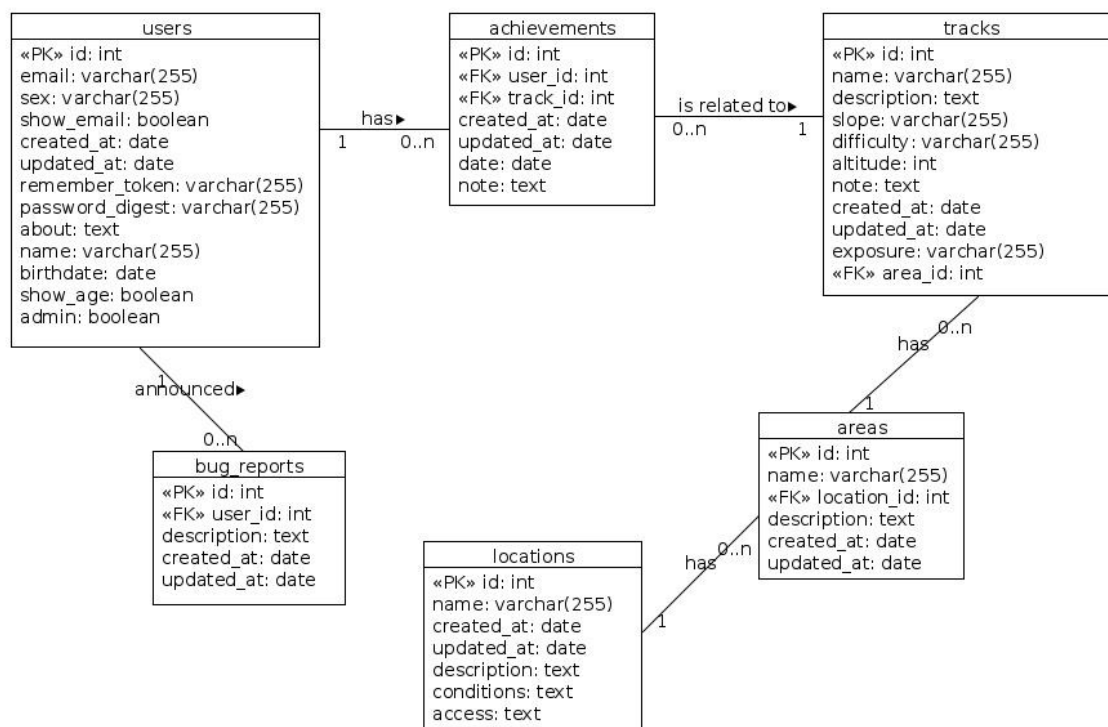 users
«PK» id: int
email: varchar(255)
sex: varchar(255)
show_email: boolean
created_at: date
updated_at: date
remember_token: varchar(255)
password_digest: varchar(255)
about: text
name: varchar(255)
birthdate: date
show_age: boolean
admin: boolean
has▶
1
0..n
achievements
«PK» id: int
«FK» user_id: int
«FK» track_id: int
created_at: date
updated_at: date
date: date
note: text
is related to▶
0..n
1
tracks
«PK» id: int
name: varchar(255)
description: text
slope: varchar(255)
difficulty: varchar(255)
altitude: int
note: text
created_at: date
updated_at: date
exposure: varchar(255)
«FK» area_id: int
0..n
has
1
1
announced▶
0..n
bug_reports
«PK» id: int
«FK» user_id: int
description: text
created_at: date
updated_at: date
areas
«PK» id: int
name: varchar(255)
«FK» location_id: int
description: text
created_at: date
updated_at: date
0..n
has
1
locations
«PK» id: int
name: varchar(255)
created_at: date
updated_at: date
description: text
conditions: text
access: text